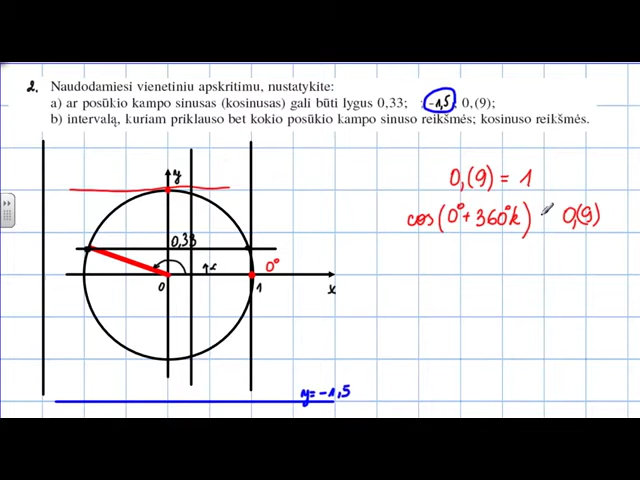 2. Naudodamiesi vienetiniu apskritimu, nustatykite:
a) ar posūkio kampo sinusas (kosinusas) gali būti lygus 0,33; -1,5; 0,(9);
b) intervalą, kuriam priklauso bet kokio posūkio kampo sinuso reikšmės; kosinuso reikšmės.
y
0,(9) = 1
cos(0°+360°k) 0,(9)
0,33
0°
0 1 x
y=-1,5